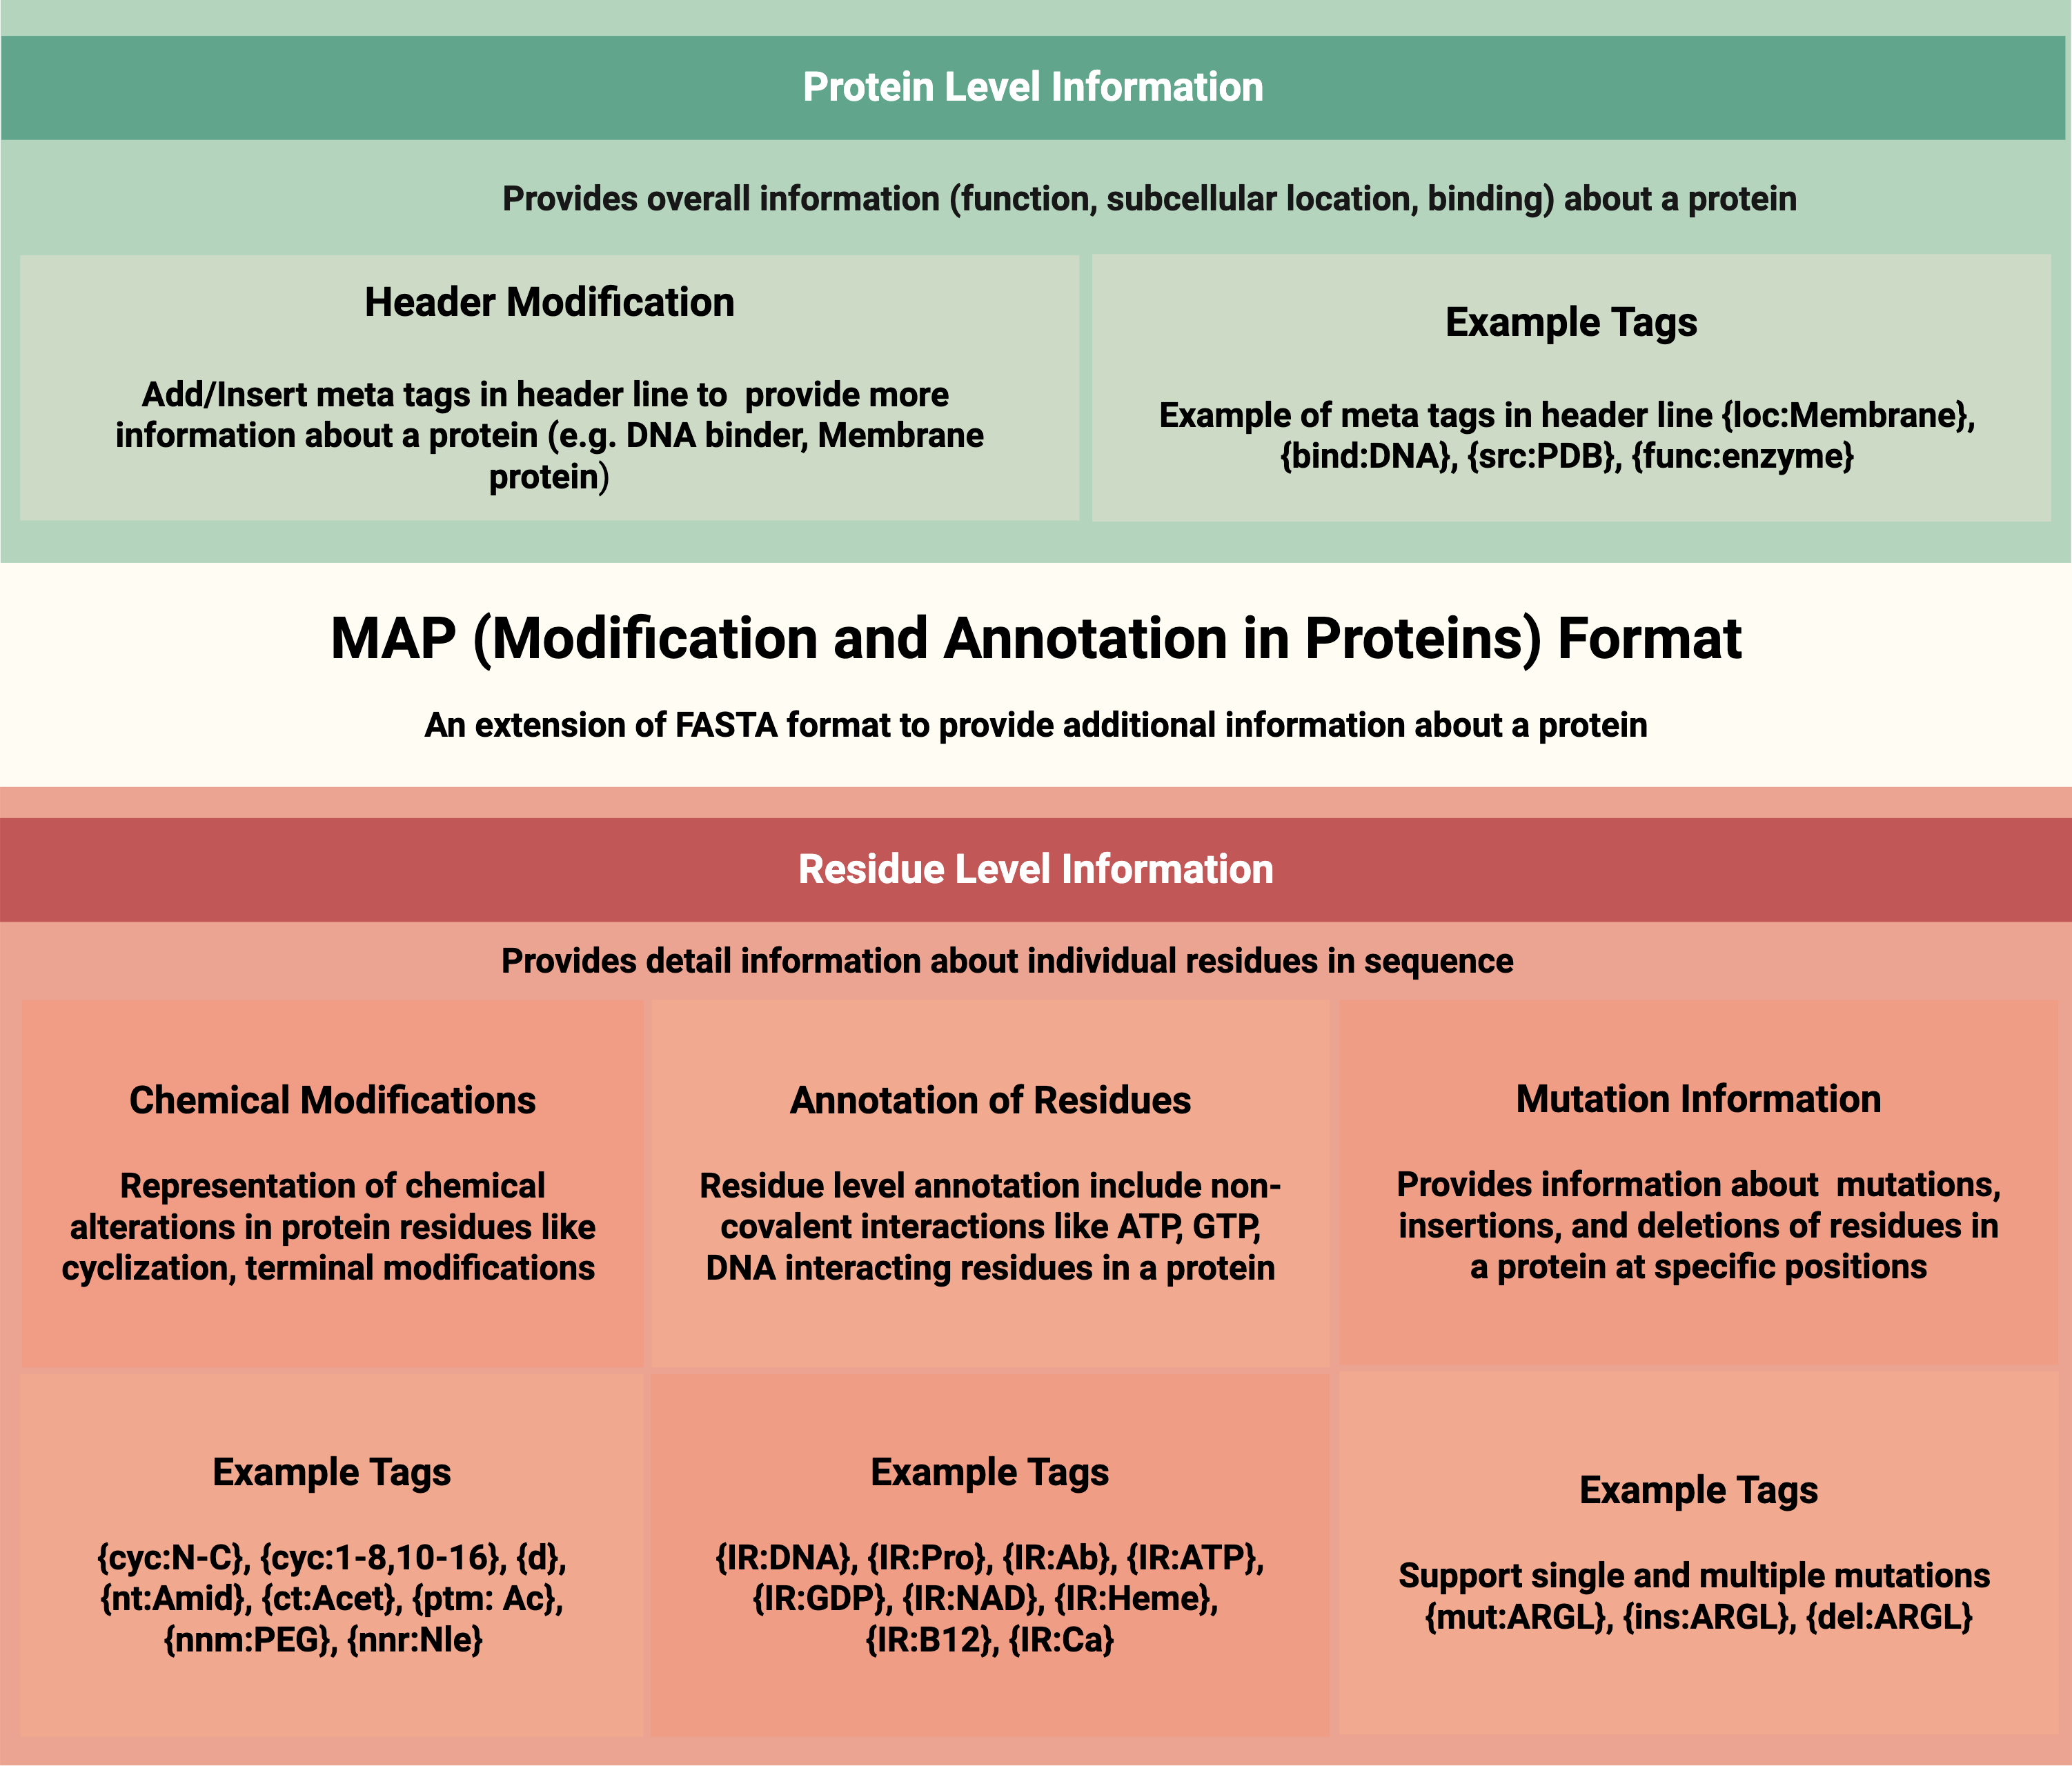 Protein Level Information
Provides overall information (function, subcellular location, binding) about a protein
Header Modification
Add/Insert meta tags in header line to  provide more
information about a protein (e.g. DNA binder, Membrane
protein)
Example Tags
Example of meta tags in header line {loc:Membrane},
{bind:DNA}, {src:PDB}, {func:enzyme}
MAP (Modification and Annotation in Proteins) Format
An extension of FASTA format to provide additional information about a protein
Residue Level Information
Provides detail information about individual residues in sequence
Chemical Modifications
Representation of chemical
alterations in protein residues like
cyclization, terminal modifications
Annotation of Residues
Residue level annotation include non-
covalent interactions like ATP, GTP,
DNA interacting residues in a protein
Mutation Information
Provides information about  mutations,
insertions, and deletions of residues in
a protein at specific positions
Example Tags
{cyc:N-C}, {cyc:1-8,10-16}, {d},
{nt:Amid}, {ct:Acet}, {ptm: Ac},
{nnm:PEG}, {nnr:Nle}
Example Tags
{IR:DNA}, {IR:Pro}, {IR:Ab}, {IR:ATP},
{IR:GDP}, {IR:NAD}, {IR:Heme},
{IR:B12}, {IR:Ca}
Example Tags
Support single and multiple mutations
{mut:ARGL}, {ins:ARGL}, {del:ARGL}